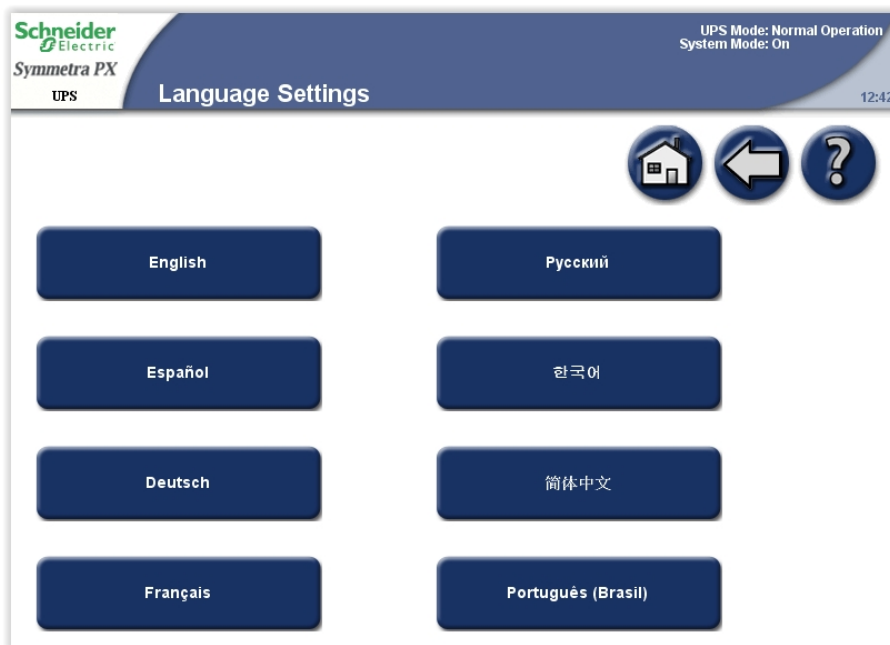 Schneider
Electric
Symmetra PX
UPS
Language Settings
UPS Mode: Normal Operation
System Mode: On
12:42
?
English
Русский
Español
한국어
Deutsch
简体中文
Français
Português (Brasil)